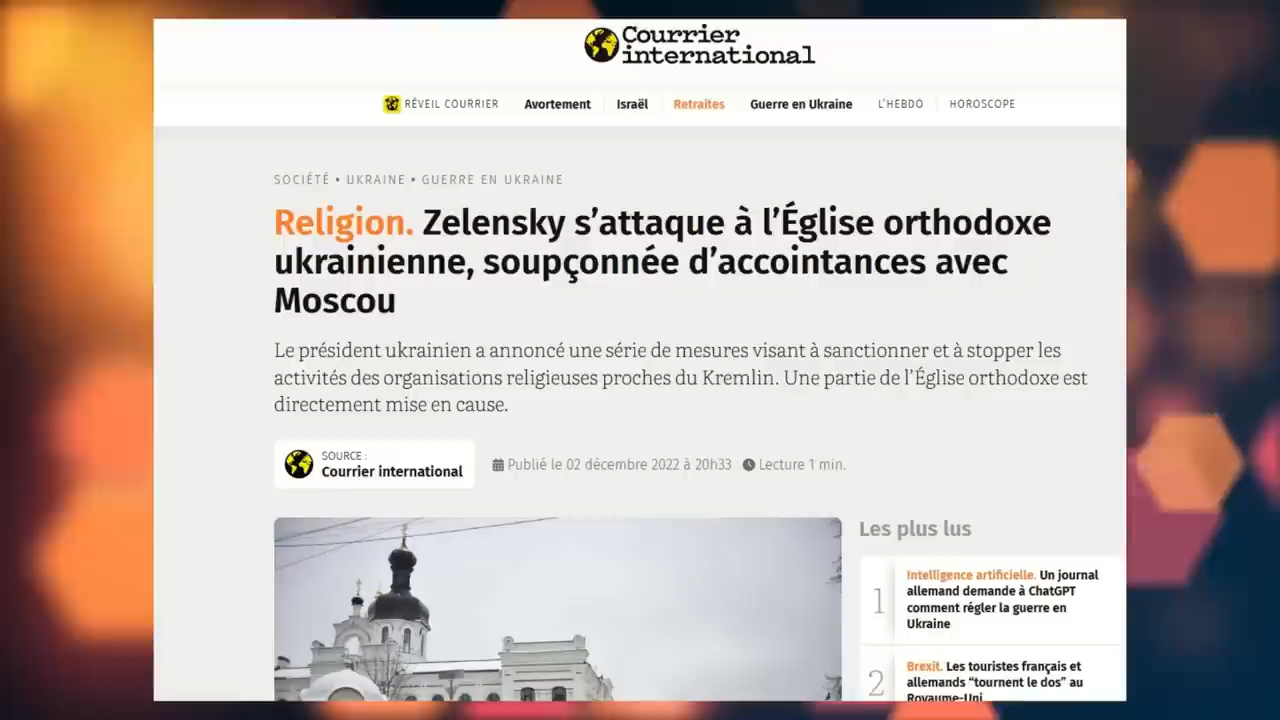 Courrier
international
RÉVEIL COURRIER Avortement Israël Retraites Guerre en Ukraine L'HEBDO HOROSCOPE
SOCIÉTÉ • UKRAINE • GUERRE EN UKRAINE
Religion. Zelensky s’attaque à l’Église orthodoxe
ukrainienne, soupçonnée d’accointances avec
Moscou
Le président ukrainien a annoncé une série de mesures visant à sanctionner et à stopper les
activités des organisations religieuses proches du Kremlin. Une partie de l’Église orthodoxe est
directement mise en cause.
SOURCE :
Courrier international
Publié le 02 décembre 2022 à 20h33 Lecture 1 min.
Les plus lus
1
Intelligence artificielle. Un journal
allemand demande à ChatGPT
comment régler la guerre en
Ukraine
2
Brexit. Les touristes français et
allemands “tournent le dos” au
Royaume-Uni